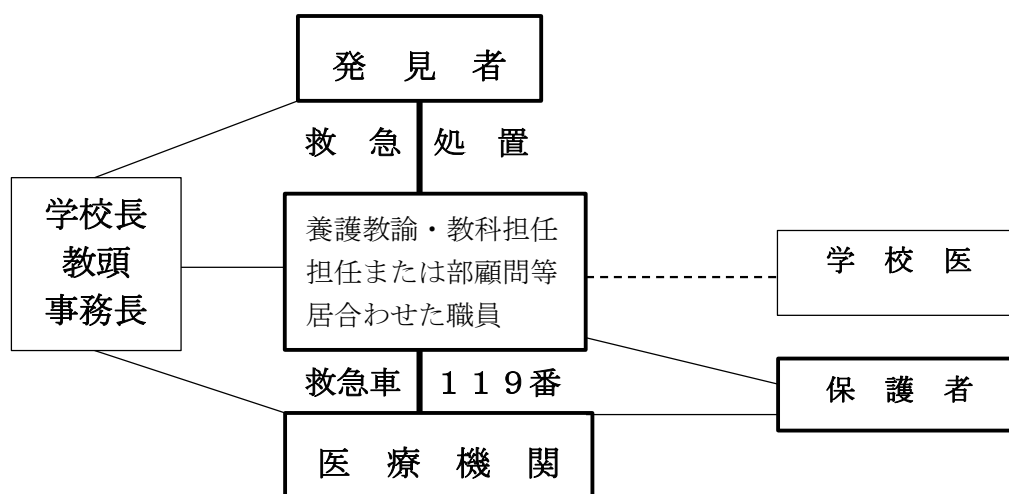 発見者
救急処置
学校長
教頭
事務長
養護教諭・教科担任
担任または部顧問等
居合わせた職員
学校医
救急車 １１９番
保護者
医療機関